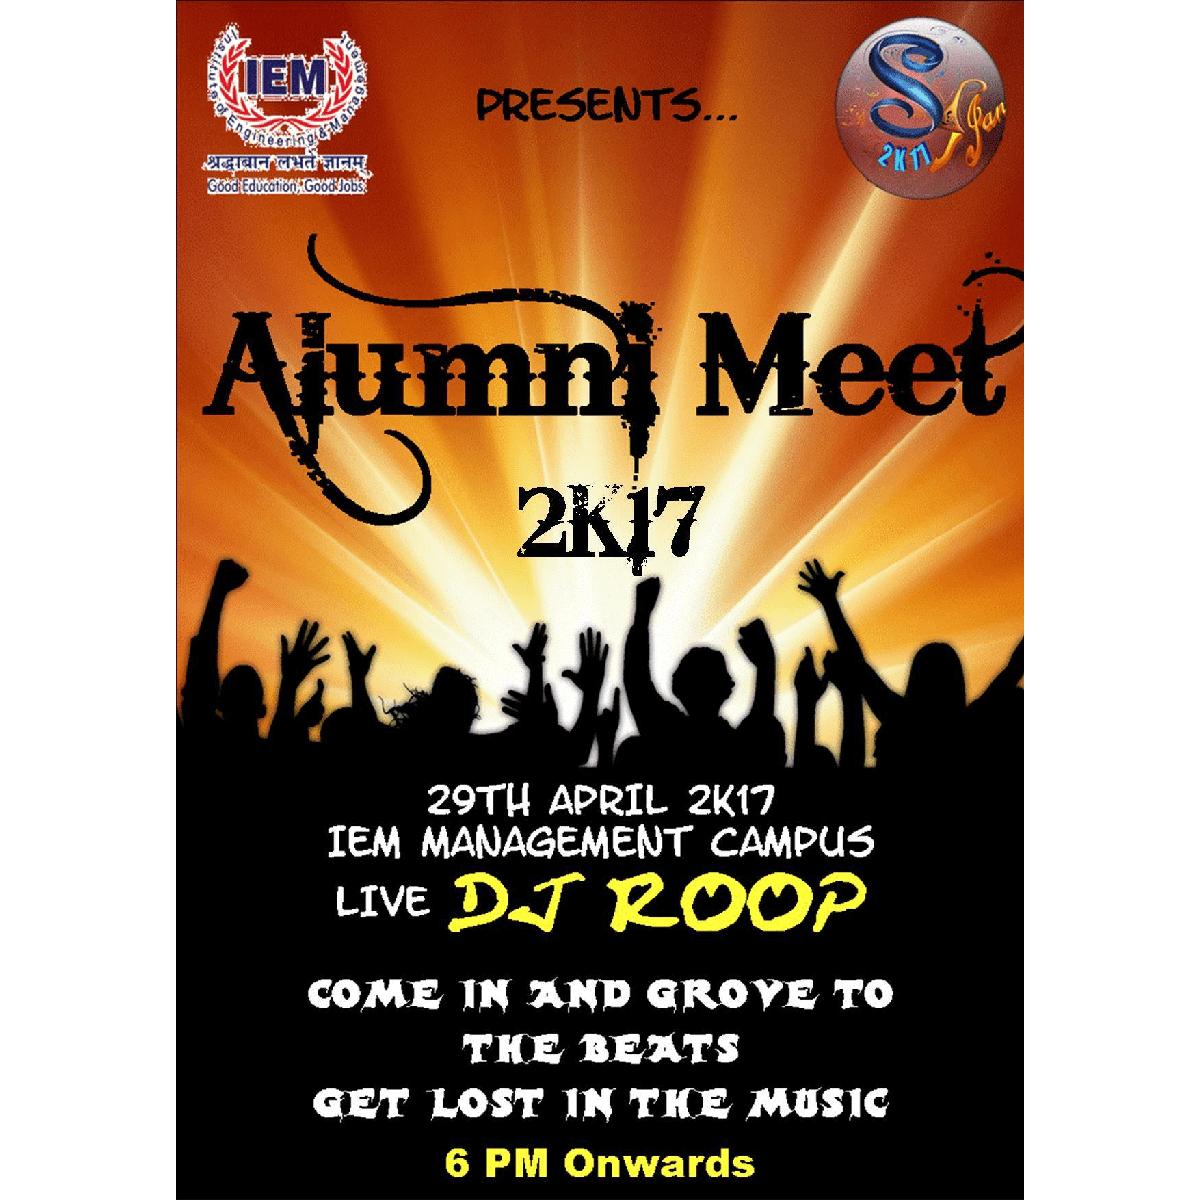 IEM
Institute of Engineering & Management
श्रद्धावान लभते ज्ञानम्
Good Education, Good Jobs
PRESENTS...
S
Jan
2K17
Alumni Meet
2K17
29TH APRIL 2K17
IEM MANAGEMENT CAMPUS
LIVE DJ ROOP
COME IN AND GROVE TO
THE BEATS
GET LOST IN THE MUSIC
6 PM Onwards